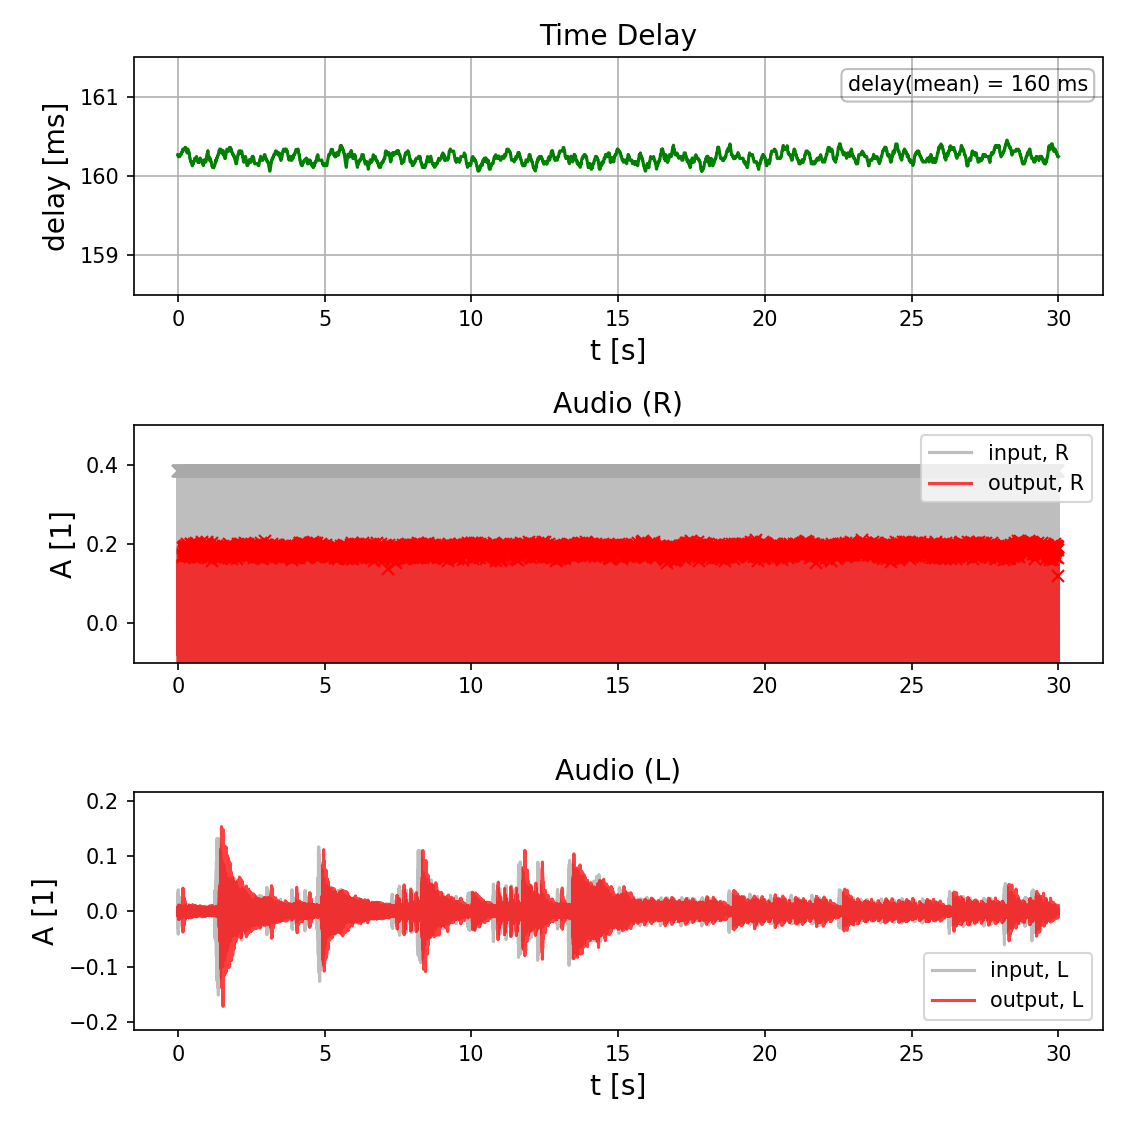 Time Delay
delay(mean) = 160 ms
delay [ms]
161
160
159
0 5 10 15 20 25 30
t [s]
Audio (R)
input, R
output, R
A [1]
0.4
0.2
0.0
0 5 10 15 20 25 30
Audio (L)
A [1]
0.2
0.1
0.0
−0.1
−0.2
input, L
output, L
0 5 10 15 20 25 30
t [s]